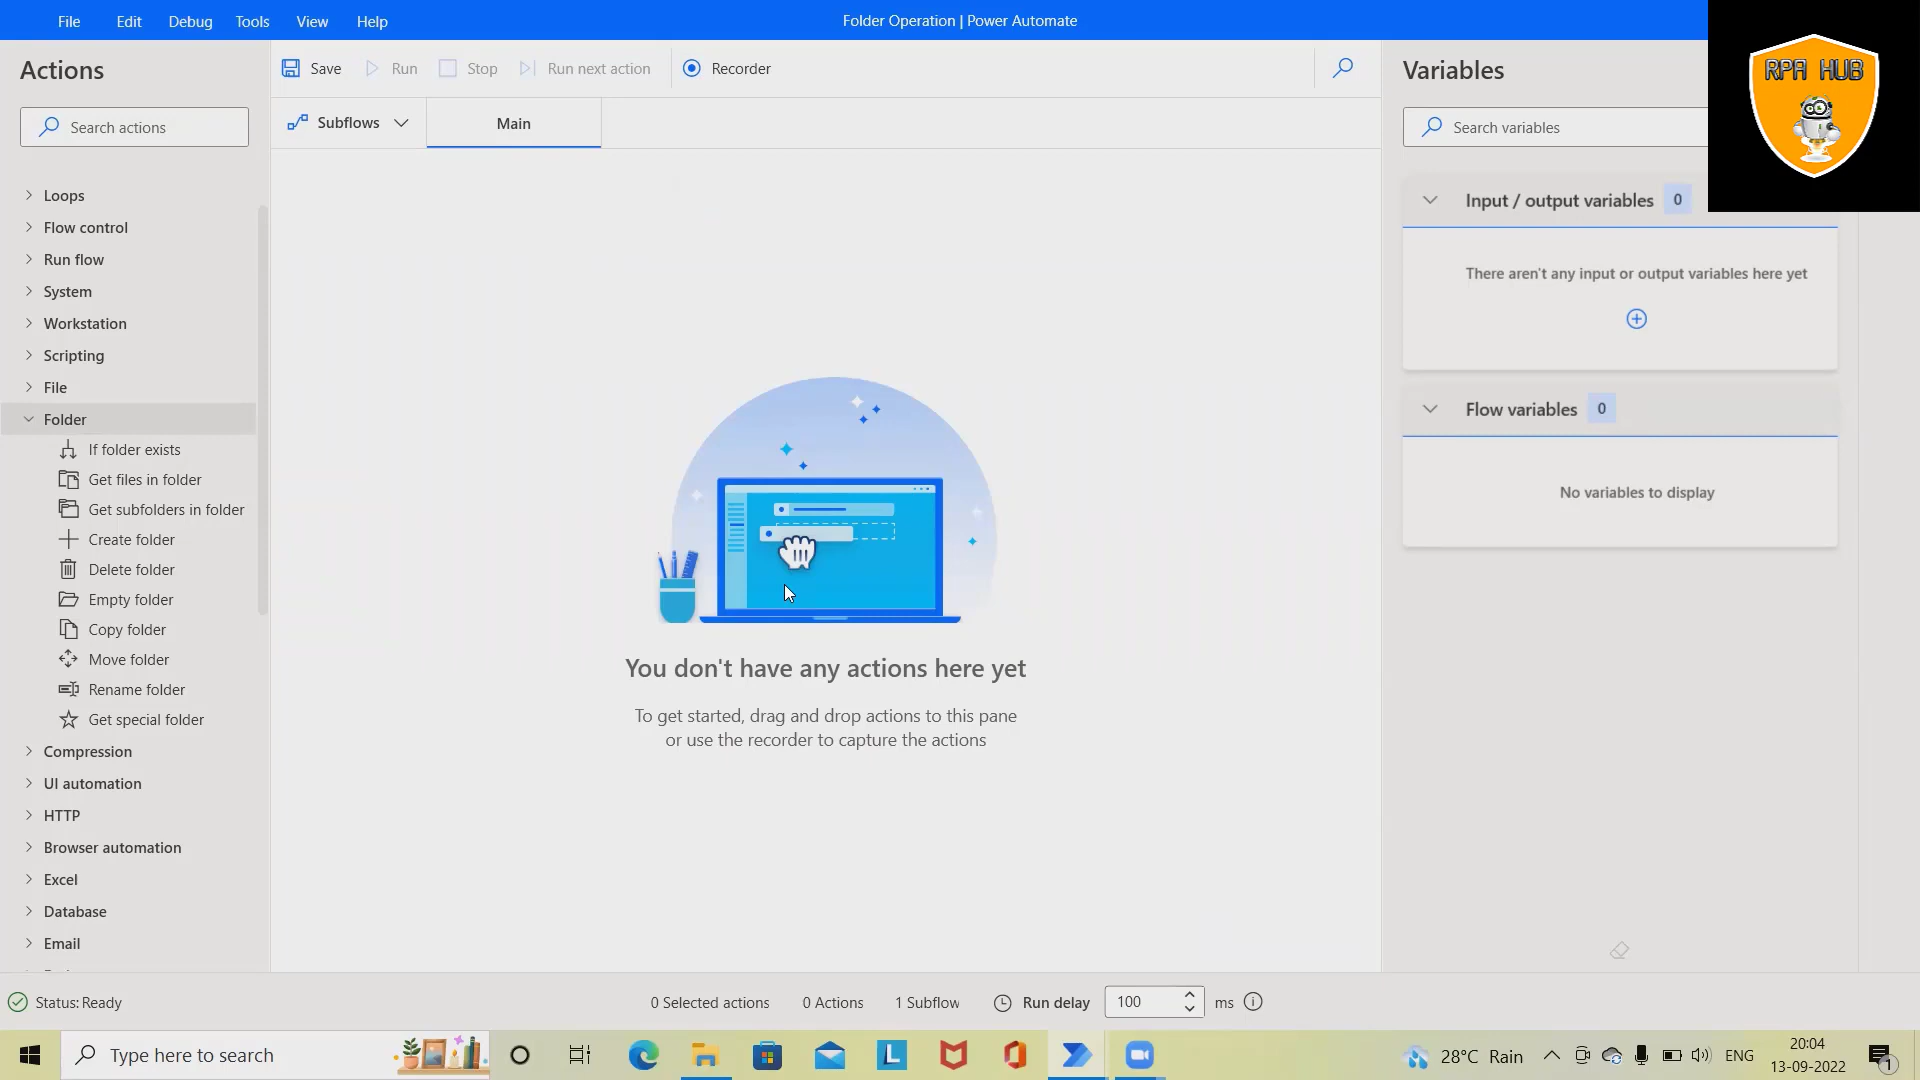 File Edit Debug Tools View Help
Folder Operation | Power Automate
RPA HUB
Actions
Search actions
Loops
Flow control
Run flow
System
Workstation
Scripting
File
Folder
If folder exists
Get files in folder
Get subfolders in folder
Create folder
Delete folder
Empty folder
Copy folder
Move folder
Rename folder
Get special folder
Compression
UI automation
HTTP
Browser automation
Excel
Database
Email
Save Run Stop Run next action Recorder
Subflows Main
You don't have any actions here yet
To get started, drag and drop actions to this pane
or use the recorder to capture the actions
Variables
Search variables
Input / output variables 0
There aren't any input or output variables here yet
Flow variables 0
No variables to display
Status: Ready 0 Selected actions 0 Actions 1 Subflow Run delay 100 ms
Type here to search
L
28°C Rain
ENG
20:04
13-09-2022
1